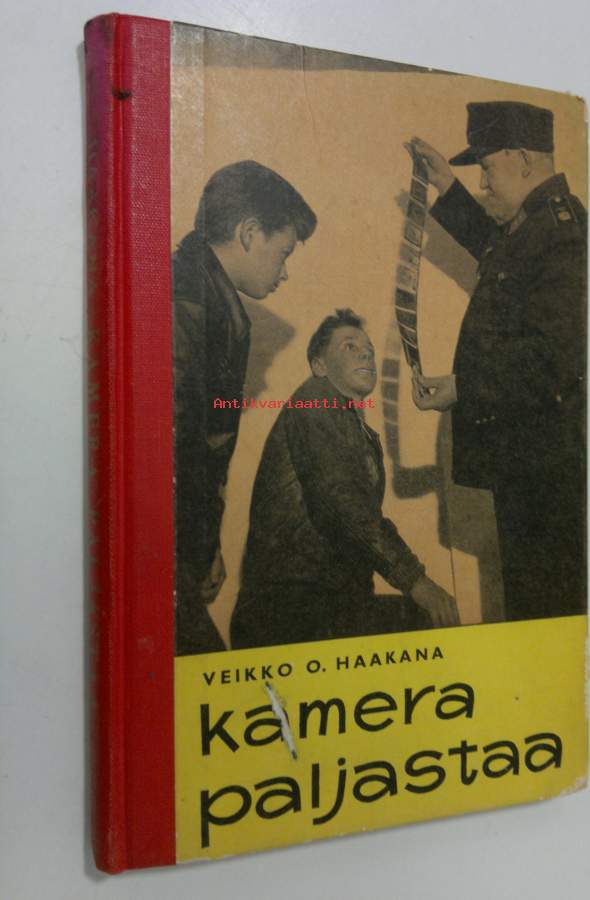 Antikvariaatti.net
VEIKKO O. HAAKANA
kamera
paljastaa